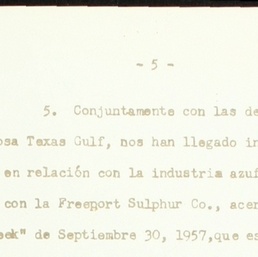 - 5 -
5. Conjuntamente con las de
osa Texas Gulf, nos han llegado in
en relación con la industria azuf
con la Freeport Sulphur Co., acer
eek" de Septiembre 30, 1957,que es